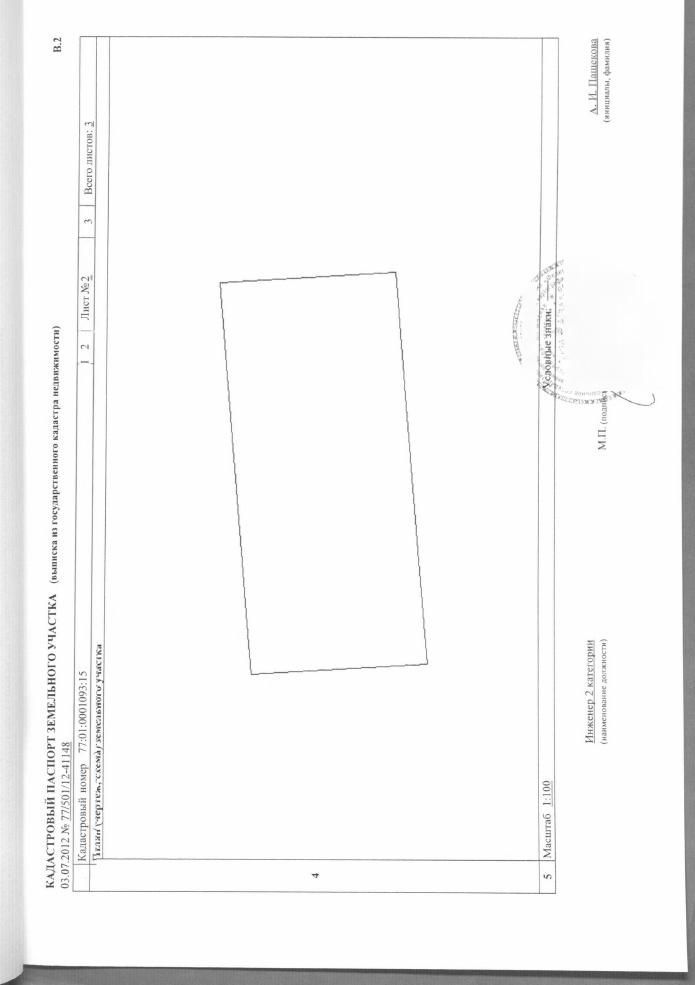 В.2
КАДАСТРОВЫЙ ПАСПОРТ ЗЕМЕЛЬНОГО УЧАСТКА (выписка из государственного кадастра недвижимости)
03.07.2012 № 77/501/12-41148
Кадастровый номер 77:01:0001093:15 2 Лист № 2 3 Всего листов: 3
План (чертеж, схема) земельного участка
4
5 Масштаб 1:100 Условные знаки:
Инженер 2 категории А. И. Пашекова
(наименование должности) М.П. (подпись (инициалы, фамилия)